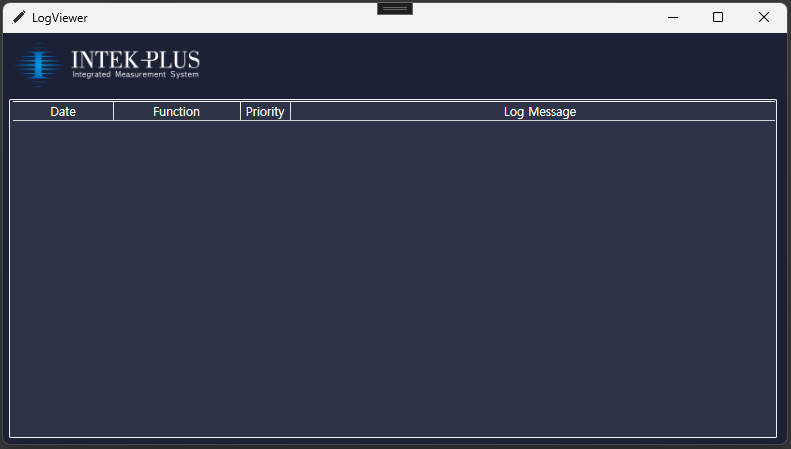 LogViewer
INTEK-PLUS
Integrated Measurement System
Date Function Priority Log Message